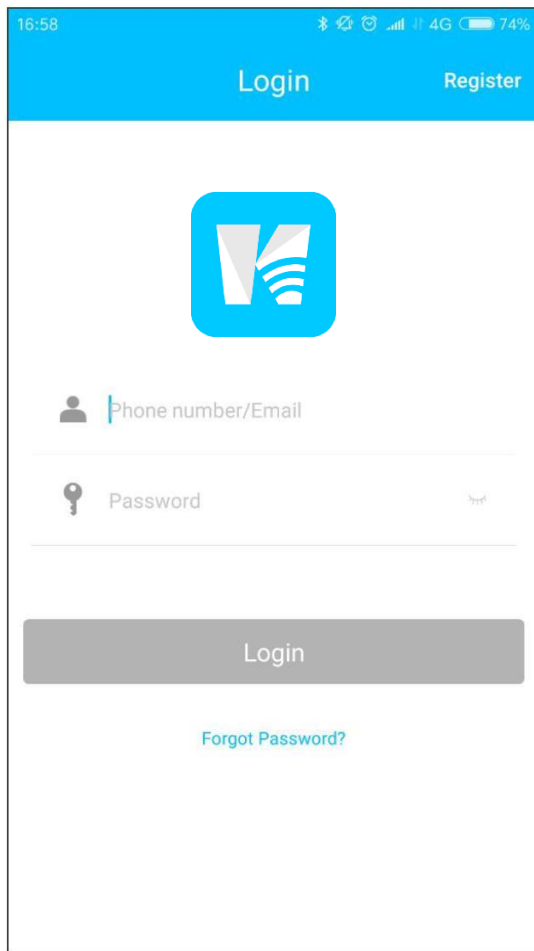 16:58 4G 74%
Login Register
Phone number/Email
Password
Login
Forgot Password?